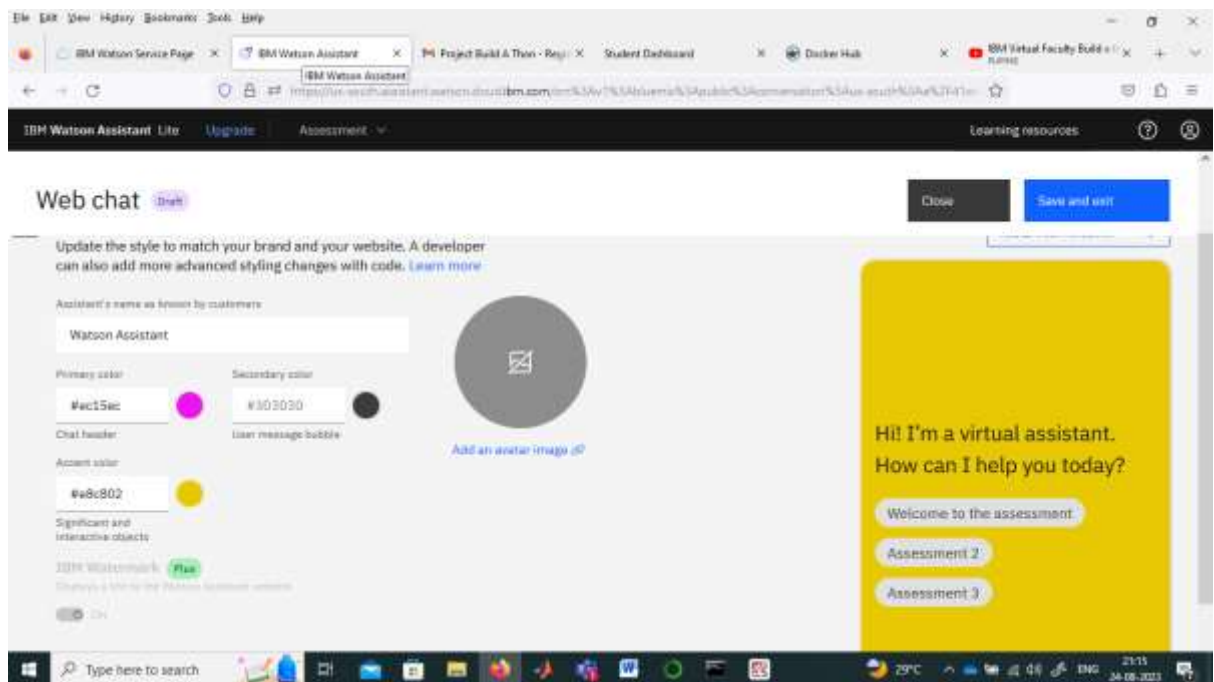 File Edit View History Bookmarks Tools Help
IBM Watson Service Page
IBM Watson Assistant
Project Build A Thon - Regi
Student Dashboard
Docker Hub
IBM Virtual Faculty Build
IBM Watson Assistant
IBM Watson Assistant Lite Upgrade Assessment Learning resources
Web chat Draft Close Save and exit
Update the style to match your brand and your website. A developer
can also add more advanced styling changes with code. Learn more
Assistant's name as known by customers
Watson Assistant
Primary color Secondary color
#ec15ec #303030
Chat header User message bubble
Add an avatar image
Accent color
#e8c802
Significant and
interactive objects
IBM Watermark Plus
ON
Hi! I'm a virtual assistant.
How can I help you today?
Welcome to the assessment
Assessment 2
Assessment 3
Type here to search 29°C ENG 21:15
24-08-2023